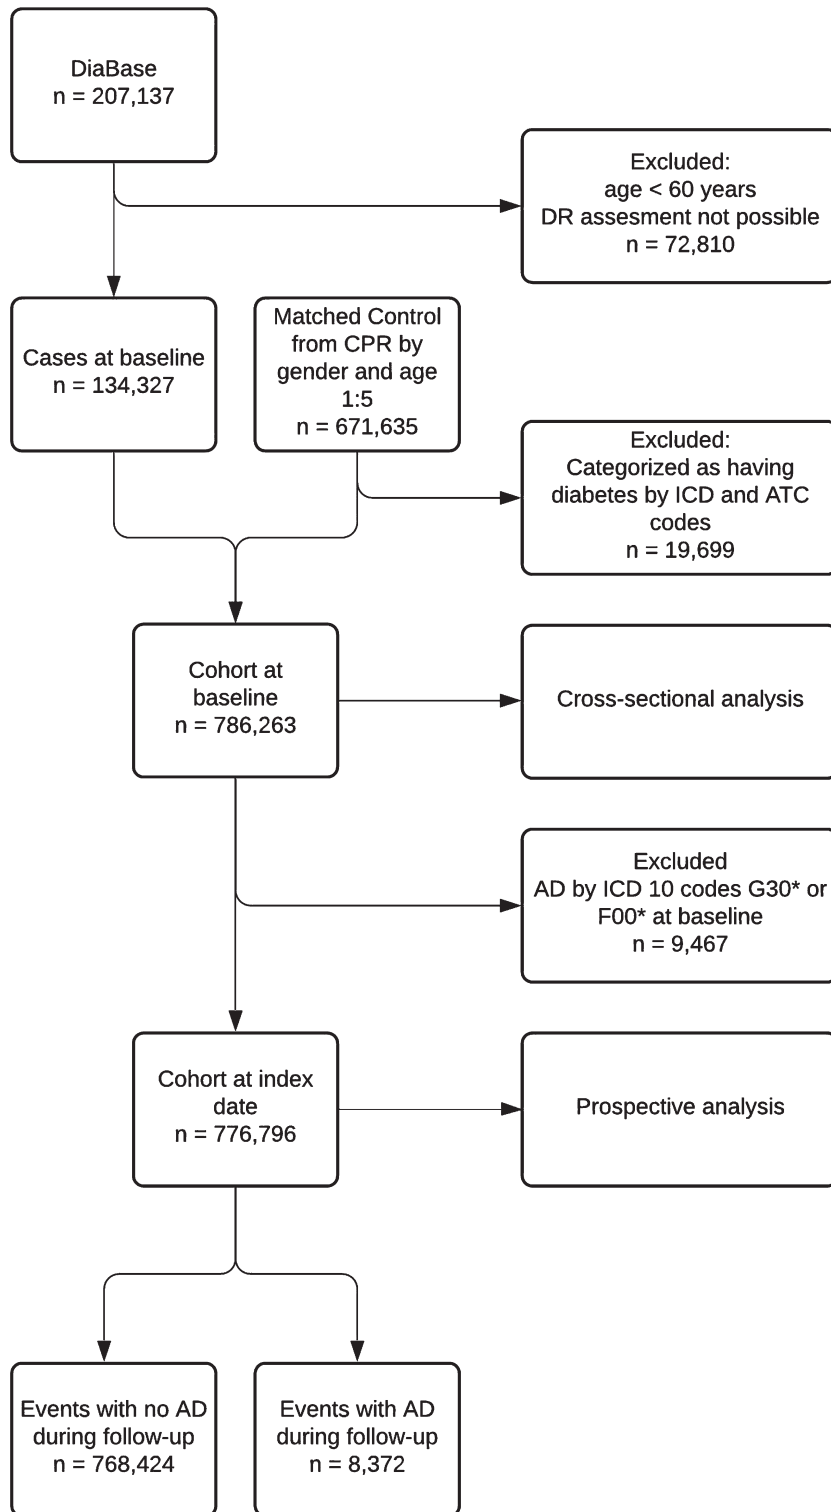 DiaBase
n = 207,137
Excluded:
age < 60 years
DR assesment not possible
n = 72,810
Cases at baseline
n = 134,327
Matched Control
from CPR by
gender and age
1:5
n = 671,635
Excluded:
Categorized as having
diabetes by ICD and ATC
codes
n = 19,699
Cohort at
baseline
n = 786,263
Cross-sectional analysis
Excluded
AD by ICD 10 codes G30* or
F00* at baseline
n = 9,467
Cohort at index
date
n = 776,796
Prospective analysis
Events with no AD
during follow-up
n = 768,424
Events with AD
during follow-up
n = 8,372